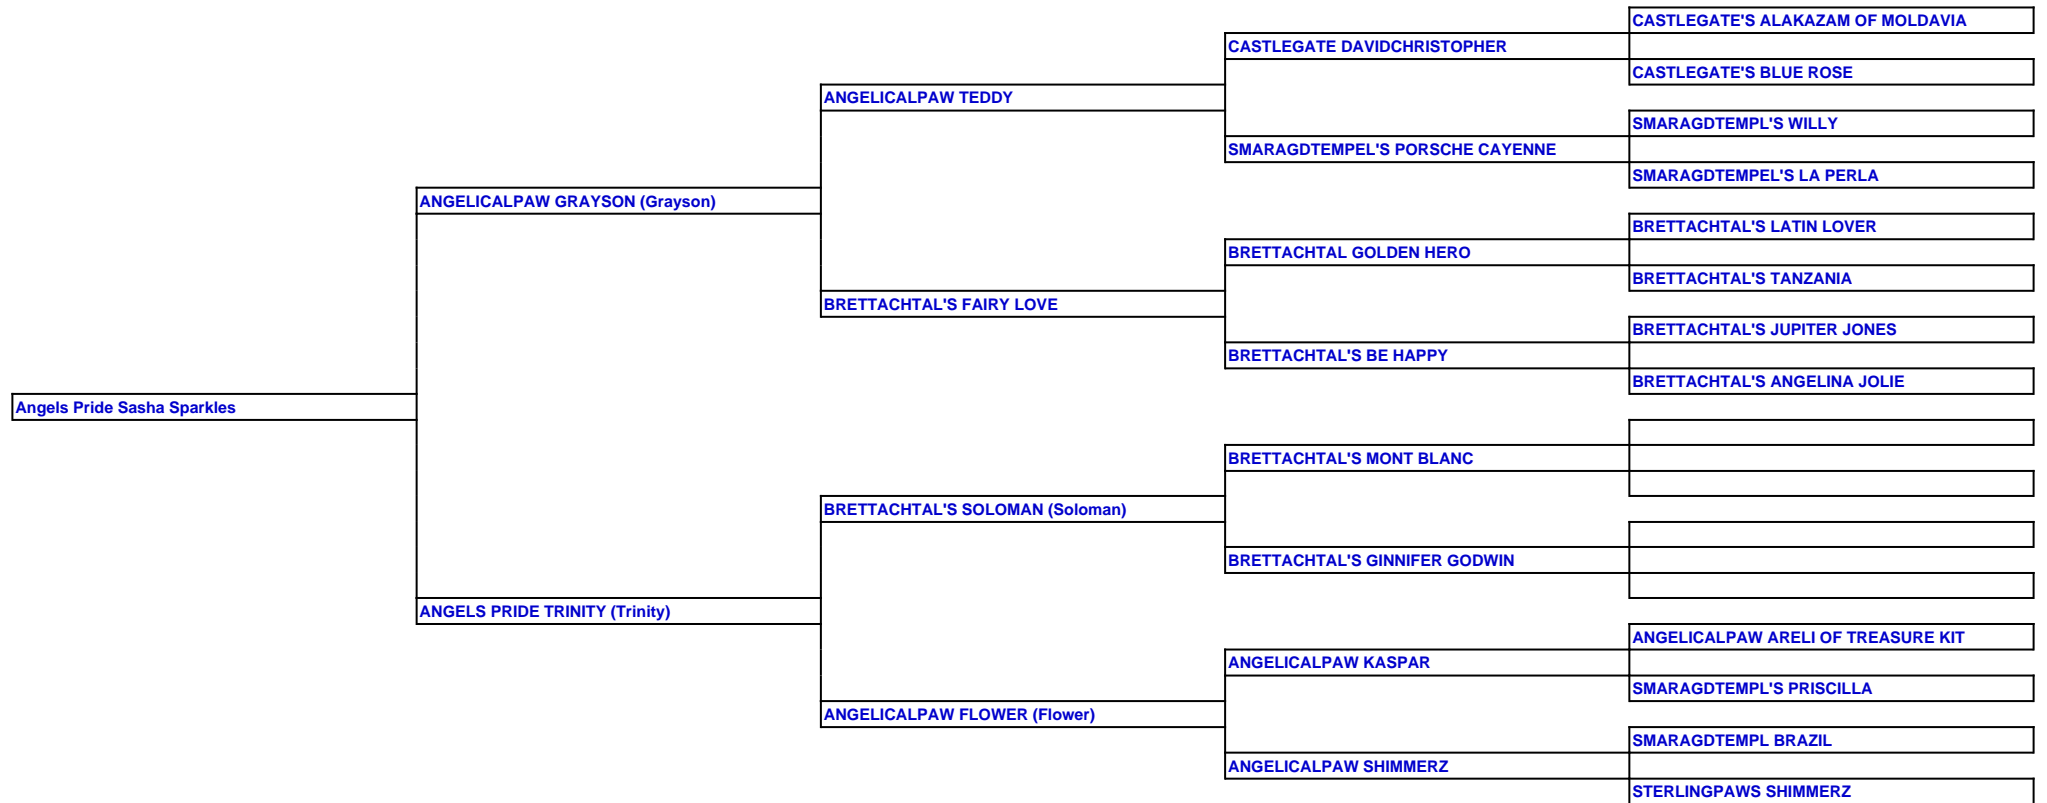 CASTLEGATE'S ALAKAZAM OF MOLDAVIA
CASTLEGATE DAVIDCHRISTOPHER
CASTLEGATE'S BLUE ROSE
ANGELICALPAW TEDDY
SMARAGDTEMPL'S WILLY
SMARAGDTEMPEL'S PORSCHE CAYENNE
SMARAGDTEMPEL'S LA PERLA
ANGELICALPAW GRAYSON (Grayson)
BRETTACHTAL'S LATIN LOVER
BRETTACHTAL GOLDEN HERO
BRETTACHTAL'S TANZANIA
BRETTACHTAL'S FAIRY LOVE
BRETTACHTAL'S JUPITER JONES
BRETTACHTAL'S BE HAPPY
BRETTACHTAL'S ANGELINA JOLIE
Angels Pride Sasha Sparkles
BRETTACHTAL'S MONT BLANC
BRETTACHTAL'S SOLOMAN (Soloman)
BRETTACHTAL'S GINNIFER GODWIN
ANGELS PRIDE TRINITY (Trinity)
ANGELICALPAW ARELI OF TREASURE KIT
ANGELICALPAW KASPAR
SMARAGDTEMPL'S PRISCILLA
ANGELICALPAW FLOWER (Flower)
SMARAGDTEMPL BRAZIL
ANGELICALPAW SHIMMERZ
STERLINGPAWS SHIMMERZ